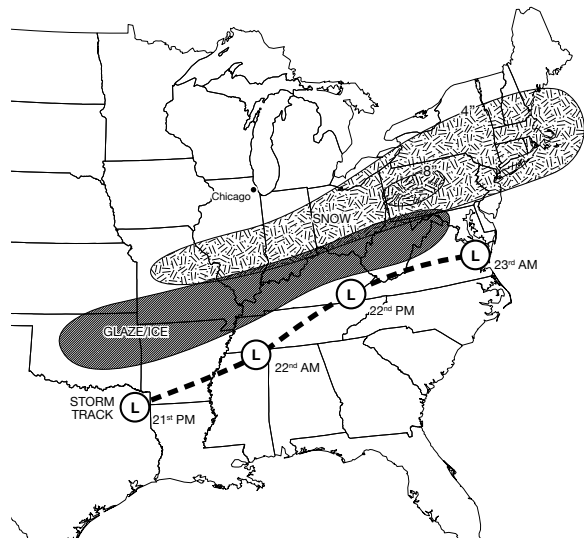 4"
8"
Chicago
SNOW
L
23rd AM
L
22nd PM
GLAZE/ICE
L
22nd AM
STORM
TRACK
L
21st PM